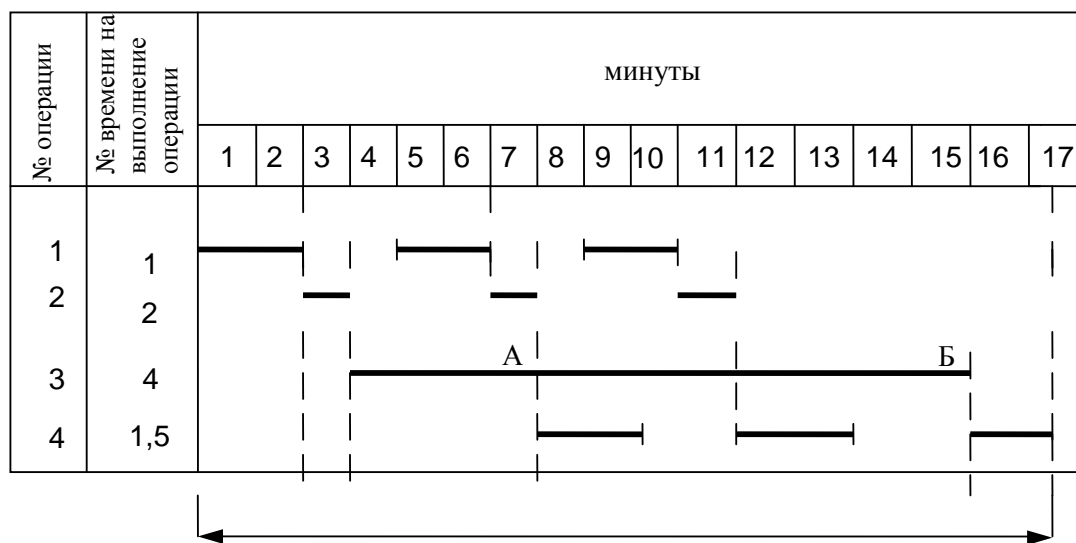 № операции
№ времени на
выполнение
операции
минуты
1 2 3 4 5 6 7 8 9 10 11 12 13 14 15 16 17
1 1
2 2
А Б
3 4
4 1,5